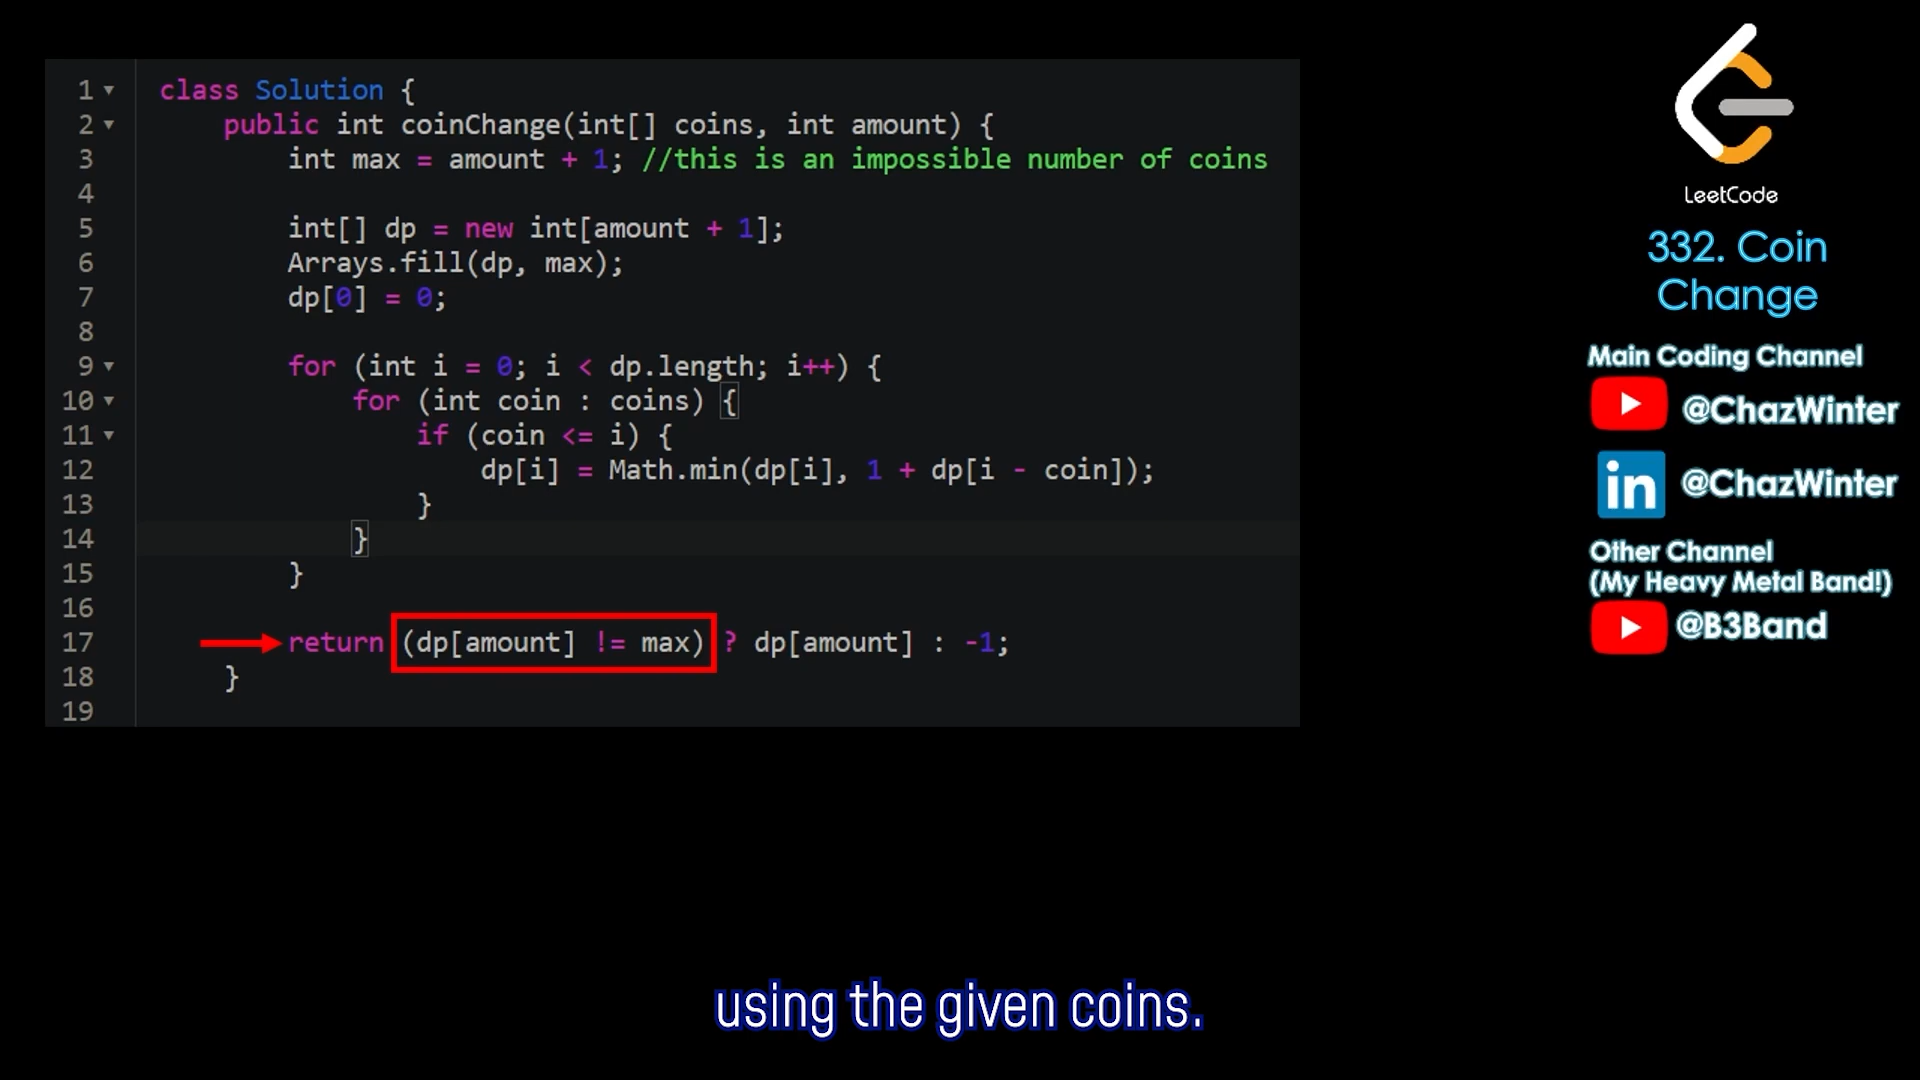 1 class Solution {
2 public int coinChange(int[] coins, int amount) {
3 int max = amount + 1; //this is an impossible number of coins
4
5 int[] dp = new int[amount + 1];
6 Arrays.fill(dp, max);
7 dp[0] = 0;
8
9 for (int i = 0; i < dp.length; i++) {
10 for (int coin : coins) {
11 if (coin <= i) {
12 dp[i] = Math.min(dp[i], 1 + dp[i - coin]);
13 }
14 }
15 }
16
17 return (dp[amount] != max) ? dp[amount] : -1;
18 }
19
LeetCode
332. Coin
Change
Main Coding Channel
@ChazWinter
in @ChazWinter
Other Channel
(My Heavy Metal Band!)
@B3Band
using the given coins.